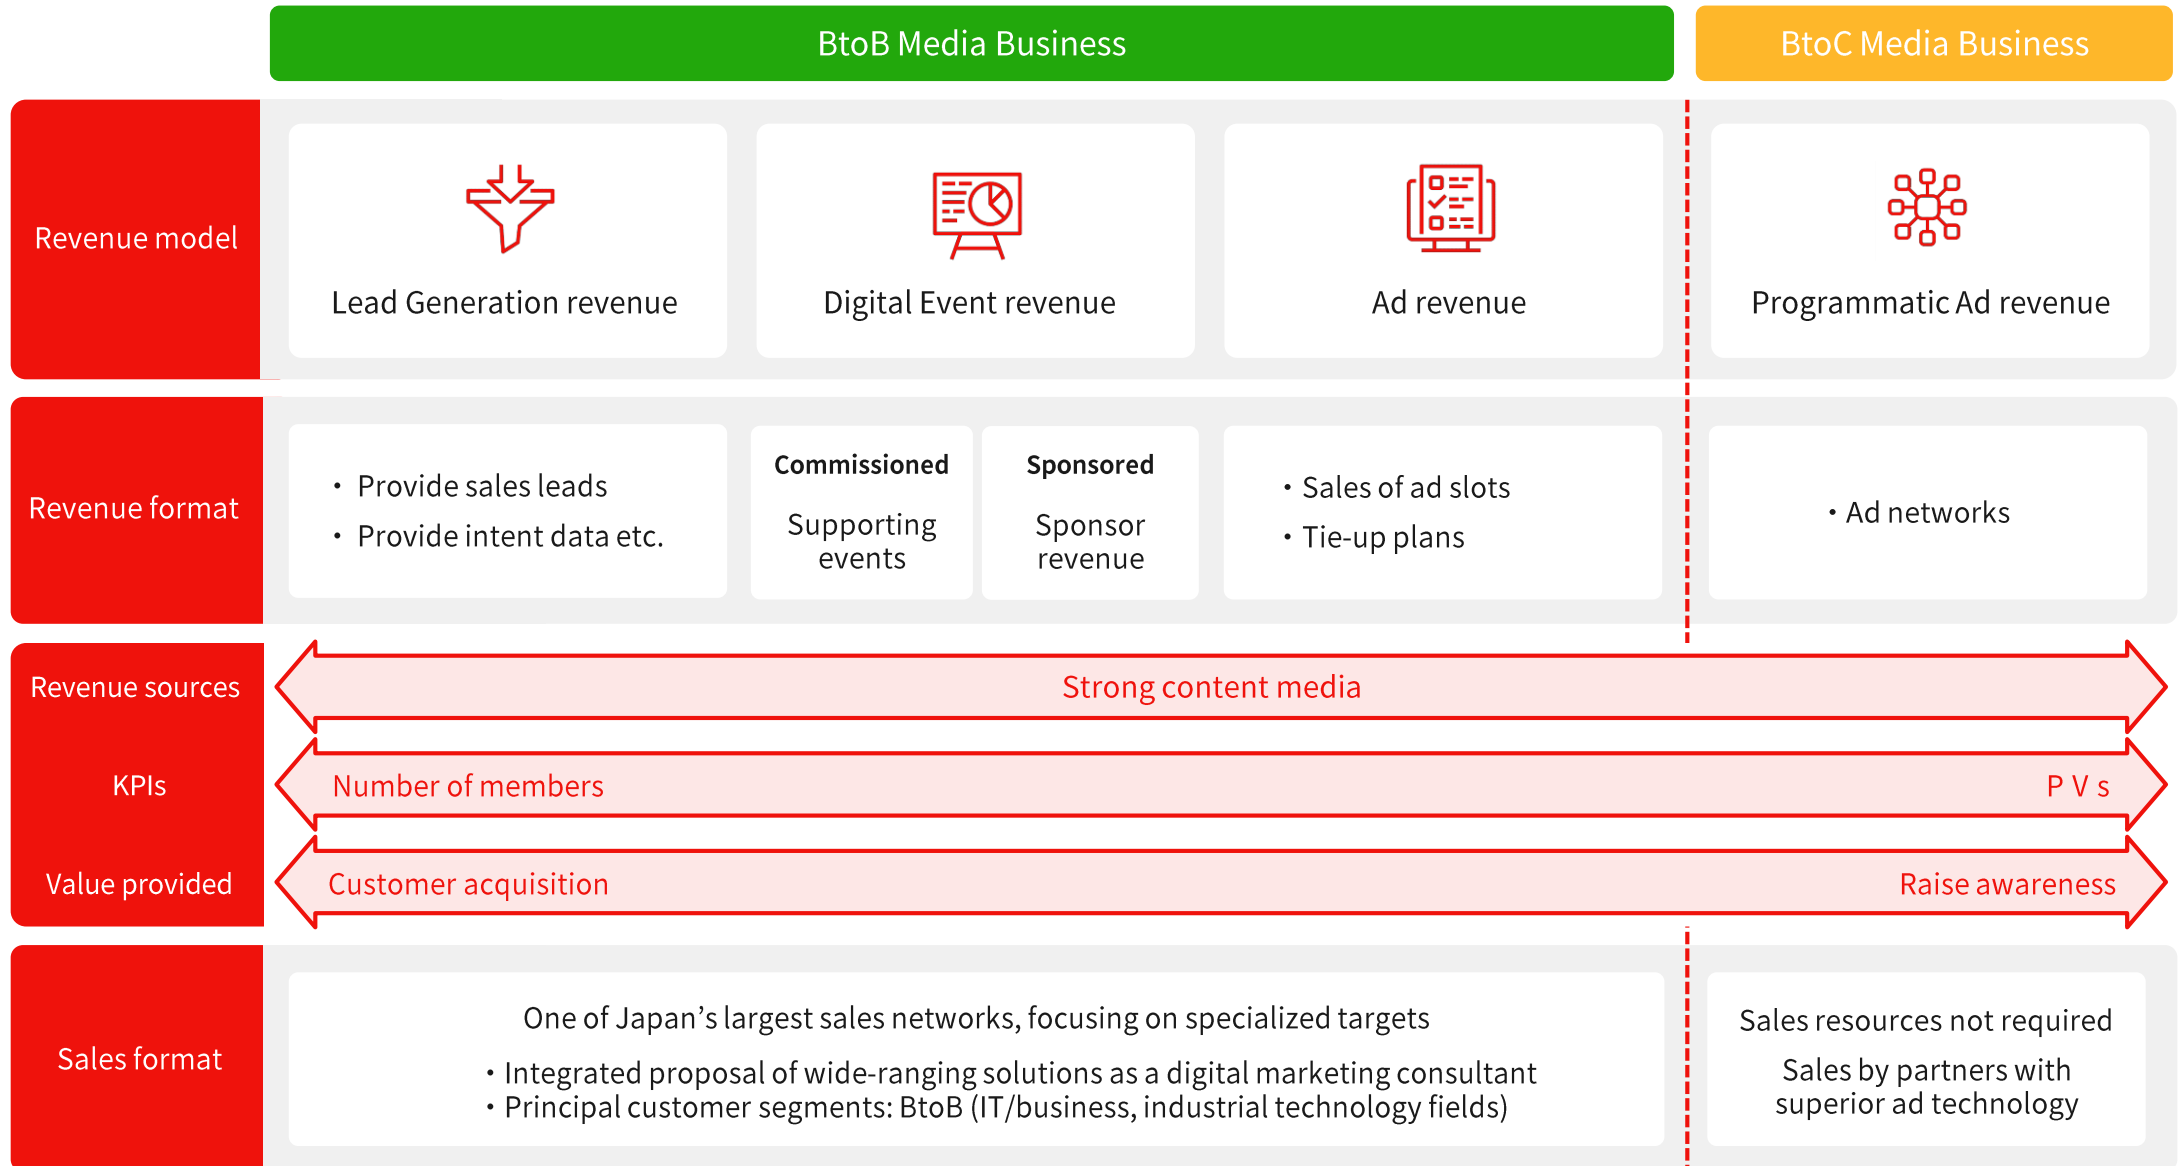 BtoB Media Business
BtoC Media Business
Revenue model
Lead Generation revenue
Digital Event revenue
Ad revenue
Programmatic Ad revenue
Revenue format
・ Provide sales leads
・ Provide intent data etc.
Commissioned
Supporting
events
Sponsored
Sponsor
revenue
・Sales of ad slots
・Tie-up plans
・Ad networks
Revenue sources
Strong content media
KPIs
Number of members
P V s
Value provided
Customer acquisition
Raise awareness
Sales format
One of Japan’s largest sales networks, focusing on specialized targets
・Integrated proposal of wide-ranging solutions as a digital marketing consultant
・Principal customer segments: BtoB (IT/business, industrial technology fields)
Sales resources not required
Sales by partners with
superior ad technology